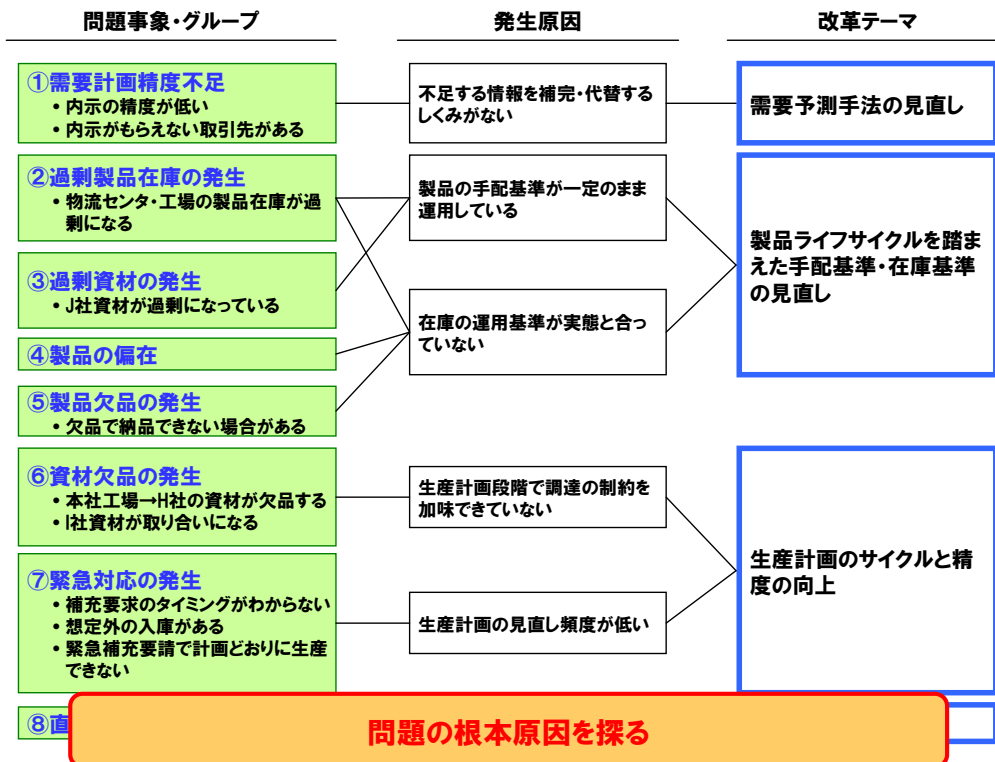 問題事象・グループ
発生原因
改革テーマ
①需要計画精度不足
・内示の精度が低い
・内示がもらえない取引先がある
不足する情報を補完・代替する
しくみがない
需要予測手法の見直し
②過剰製品在庫の発生
・物流センタ・工場の製品在庫が過
剰になる
製品の手配基準が一定のまま
運用している
製品ライフサイクルを踏ま
えた手配基準・在庫基準
の見直し
③過剰資材の発生
・J社資材が過剰になっている
在庫の運用基準が実態と合っ
ていない
④製品の偏在
⑤製品欠品の発生
・欠品で納品できない場合がある
⑥資材欠品の発生
・本社工場→H社の資材が欠品する
・I社資材が取り合いになる
生産計画段階で調達の制約を
加味できていない
生産計画のサイクルと精
度の向上
⑦緊急対応の発生
・補充要求のタイミングがわからない
・想定外の入庫がある
・緊急補充要請で計画どおりに生産
できない
生産計画の見直し頻度が低い
⑧直
問題の根本原因を探る